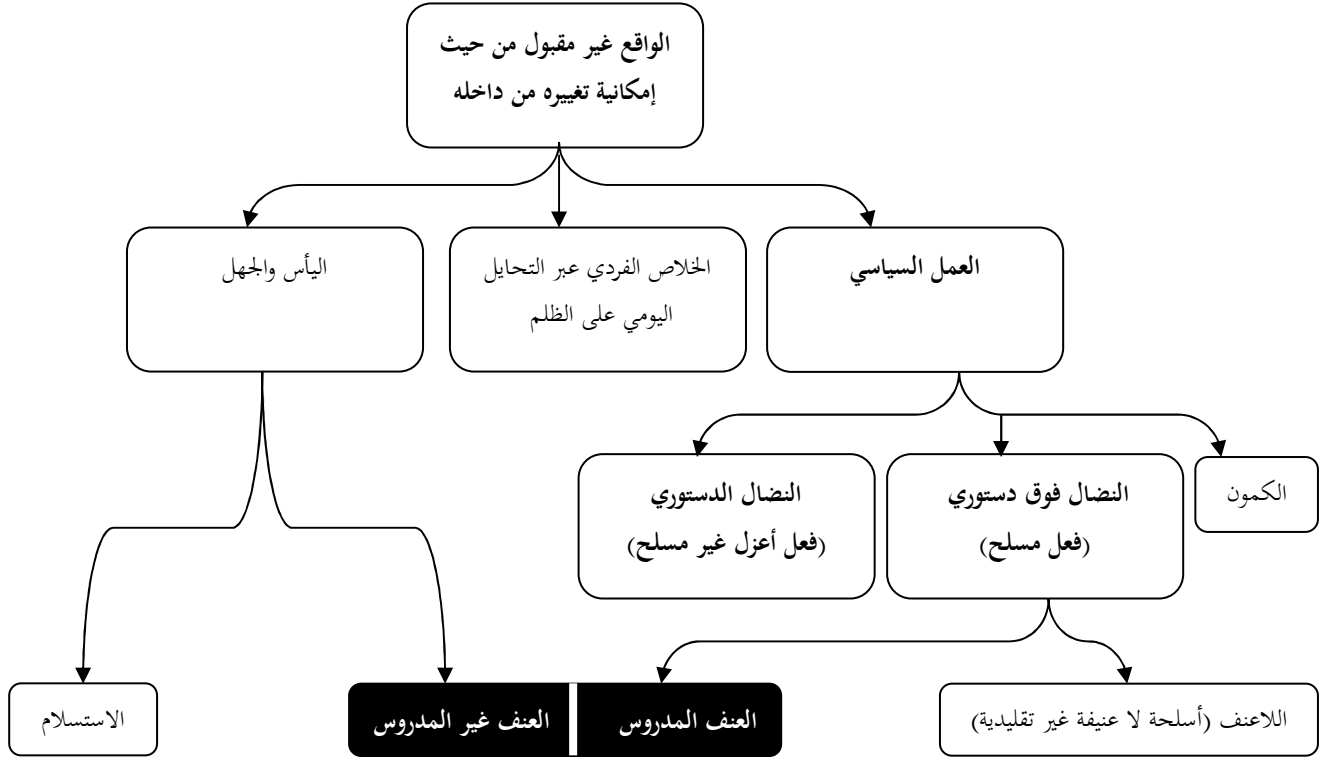 الواقع غير مقبول من حيث
إمكانية تغييره من داخله
العمل السياسي
الخلاص الفردي عبر التحايل
اليومي على الظلم
اليأس والجهل
الكمون
النضال فوق دستوري
(فعل مسلح)
النضال الدستوري
(فعل أعزل غير مسلح)
اللاعنف (أسلحة لا عنيفة غير تقليدية)
العنف المدروس
العنف غير المدروس
الاستسلام